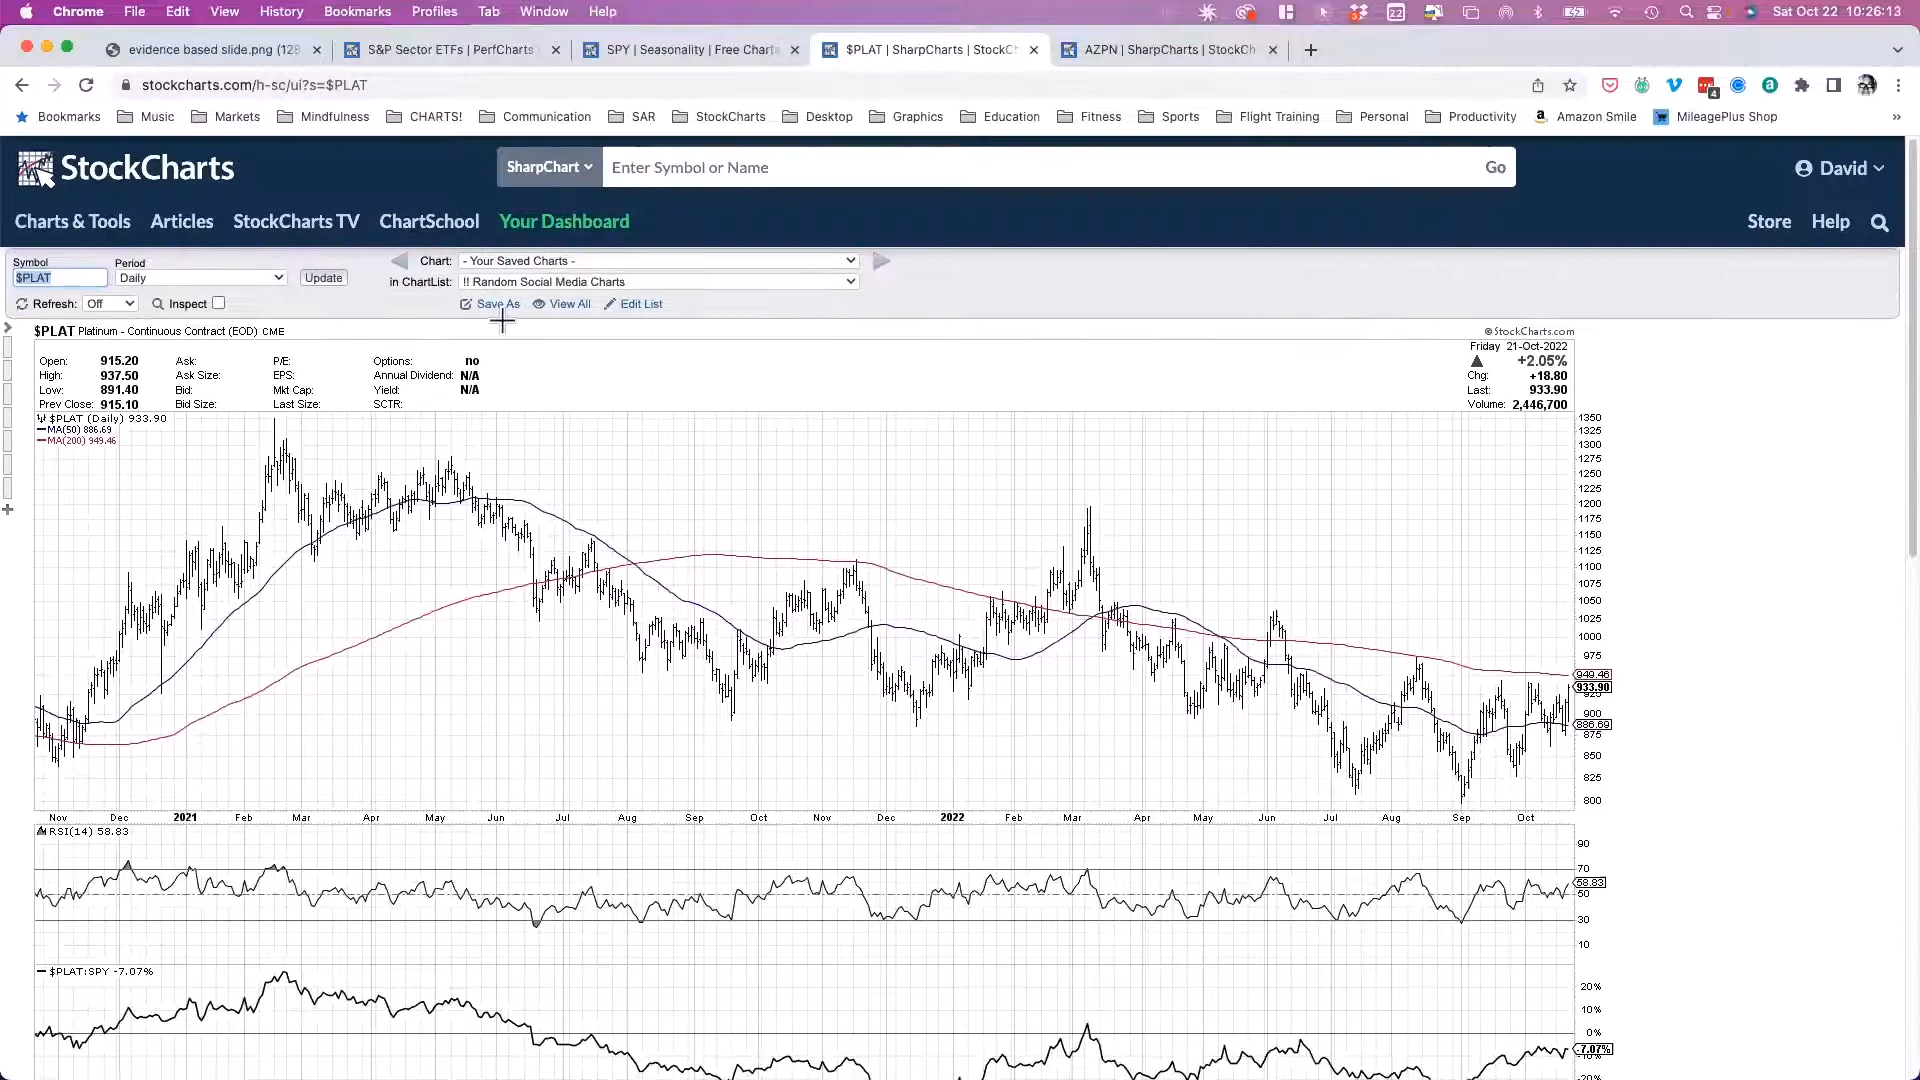 Chrome File Edit View History Bookmarks Profiles Tab Window Help 22 Sat Oct 22 10:26:13
evidence based slide.png (128 S&P Sector ETFs | PerfCharts SPY | Seasonality | Free Charts $PLAT | SharpCharts | StockCh AZPN | SharpCharts | StockCh
stockcharts.com/h-sc/ui?s=$PLAT
Bookmarks Music Markets Mindfulness CHARTS! Communication SAR StockCharts Desktop Graphics Education Fitness Sports Flight Training Personal Productivity Amazon Smile MileagePlus Shop »
StockCharts SharpChart Enter Symbol or Name Go David
Charts & Tools Articles StockCharts TV ChartSchool Your Dashboard Store Help
Symbol Period Chart: - Your Saved Charts -
$PLAT Daily Update in ChartList: !! Random Social Media Charts
Refresh: Off Inspect Save As View All Edit List
$PLAT Platinum - Continuous Contract (EOD) CME © StockCharts.com
Friday 21-Oct-2022
Open: 915.20 Ask: P/E: Options: no +2.05%
High: 937.50 Ask Size: EPS: Annual Dividend: N/A Chg: +18.80
Low: 891.40 Bid: Mkt Cap: Yield: N/A Last: 933.90
Prev Close: 915.10 Bid Size: Last Size: SCTR: Volume: 2,446,700
$PLAT (Daily) 933.90
MA(50) 886.69
MA(200) 949.46
1350
1325
1300
1275
1250
1225
1200
1175
1150
1125
1100
1075
1050
1025
1000
975
949.46
933.90
925
900
886.69
875
850
825
800
Nov Dec 2021 Feb Mar Apr May Jun Jul Aug Sep Oct Nov Dec 2022 Feb Mar Apr May Jun Jul Aug Sep Oct
RSI(14) 58.83
90
70
58.83
50
30
10
$PLAT:SPY -7.07%
20%
10%
0%
-7.07%
-10%
-20%